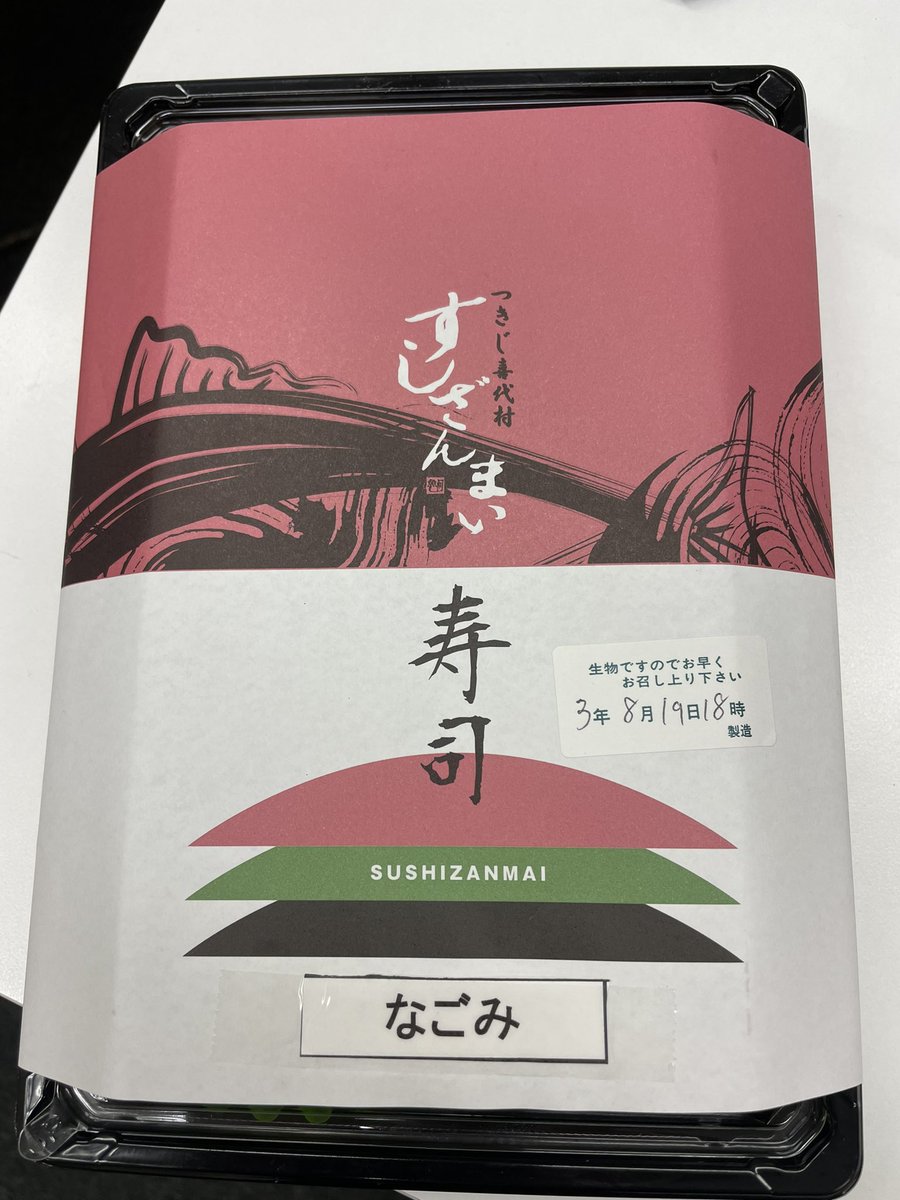 つきじ喜代村
すしざんまい
寿司
生物ですのでお早く
お召し上り下さい
3年 8月19日18時
製造
SUSHIZANMAI
なごみ